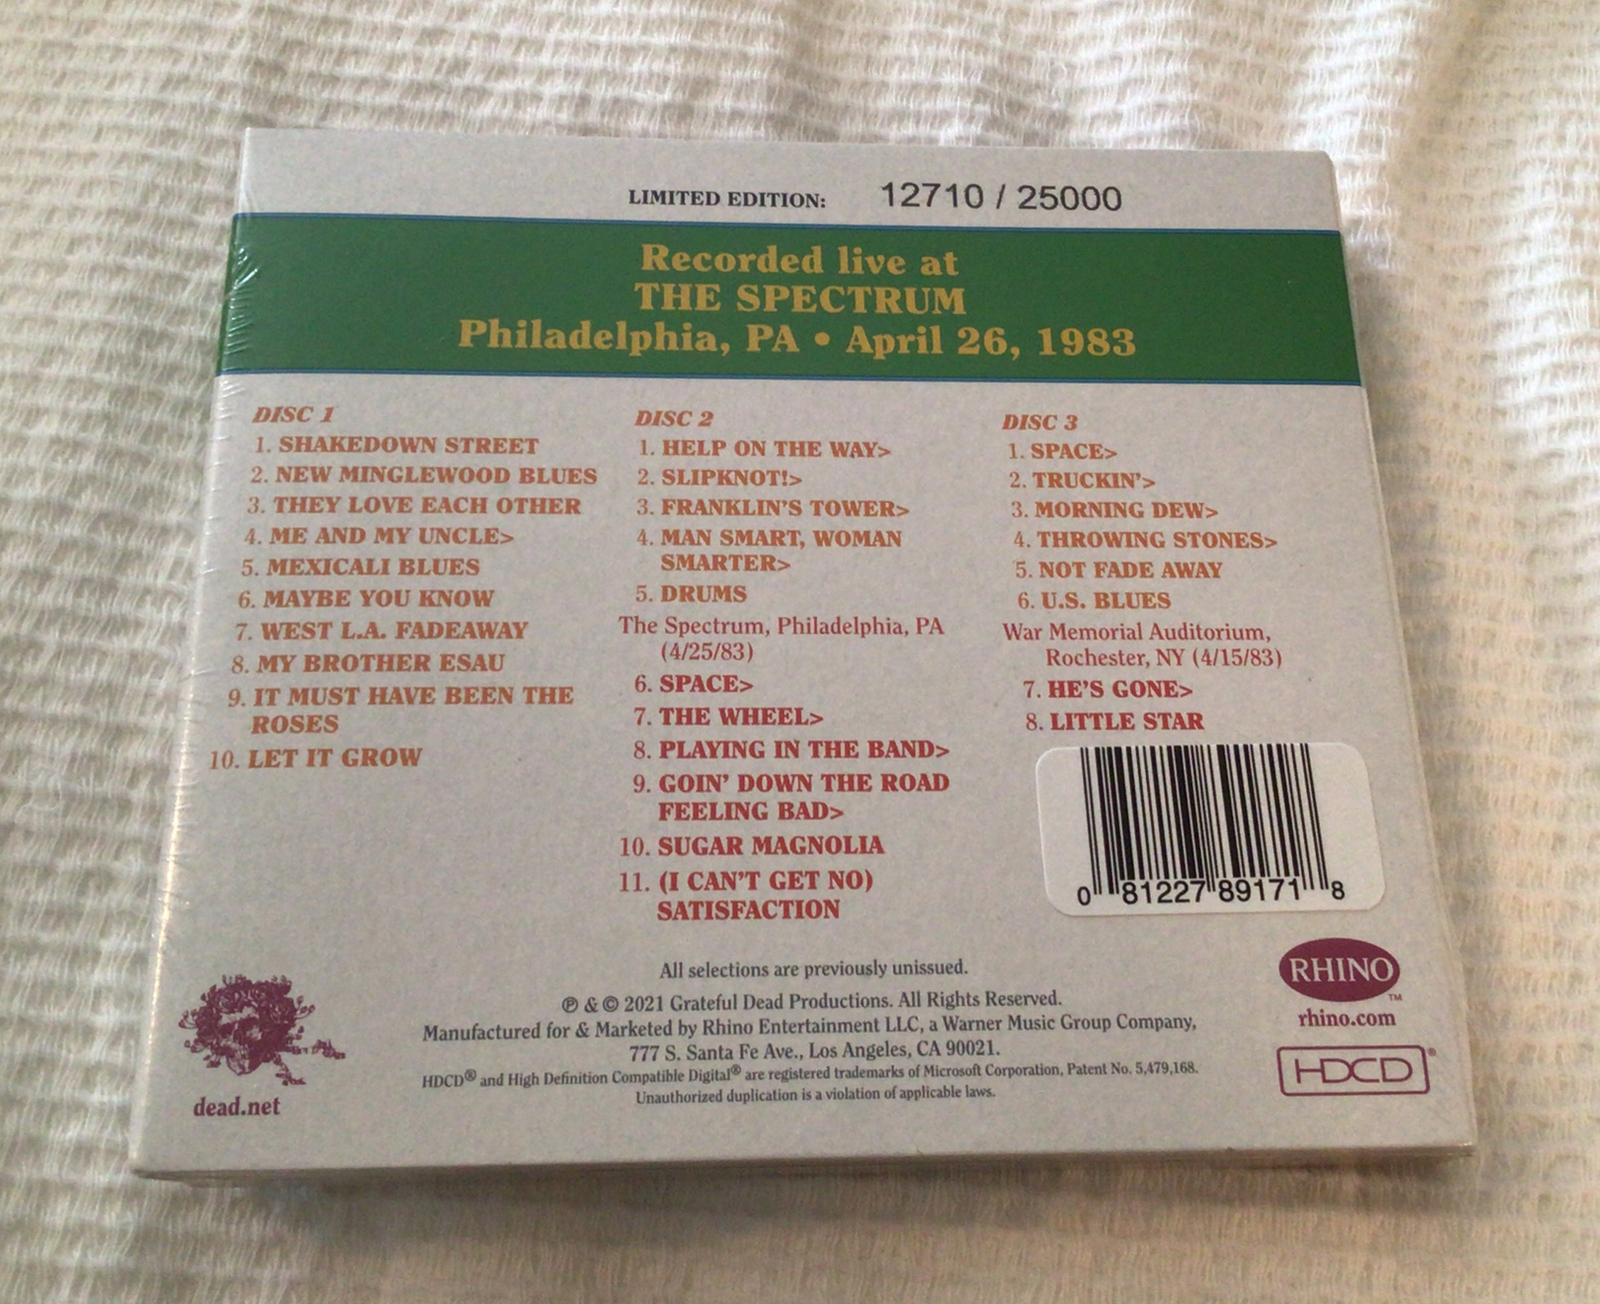 LIMITED EDITION: 12710 / 25000
Recorded live at
THE SPECTRUM
Philadelphia, PA • April 26, 1983
DISC 1
1. SHAKEDOWN STREET
2. NEW MINGLEWOOD BLUES
3. THEY LOVE EACH OTHER
4. ME AND MY UNCLE>
5. MEXICALI BLUES
6. MAYBE YOU KNOW
7. WEST L.A. FADEAWAY
8. MY BROTHER ESAU
9. IT MUST HAVE BEEN THE
ROSES
10. LET IT GROW
DISC 2
1. HELP ON THE WAY>
2. SLIPKNOT!>
3. FRANKLIN'S TOWER>
4. MAN SMART, WOMAN
SMARTER>
5. DRUMS
The Spectrum, Philadelphia, PA
(4/25/83)
6. SPACE>
7. THE WHEEL>
8. PLAYING IN THE BAND>
9. GOIN' DOWN THE ROAD
FEELING BAD>
10. SUGAR MAGNOLIA
11. (I CAN'T GET NO)
SATISFACTION
DISC 3
1. SPACE>
2. TRUCKIN'>
3. MORNING DEW>
4. THROWING STONES>
5. NOT FADE AWAY
6. U.S. BLUES
War Memorial Auditorium,
Rochester, NY (4/15/83)
7. HE'S GONE>
8. LITTLE STAR
0 81227 89171 8
All selections are previously unissued.
℗ & © 2021 Grateful Dead Productions. All Rights Reserved.
Manufactured for & Marketed by Rhino Entertainment LLC, a Warner Music Group Company,
777 S. Santa Fe Ave., Los Angeles, CA 90021.
HDCD® and High Definition Compatible Digital® are registered trademarks of Microsoft Corporation, Patent No. 5,479,168.
Unauthorized duplication is a violation of applicable laws.
dead.net
RHINO™
rhino.com
HDCD®